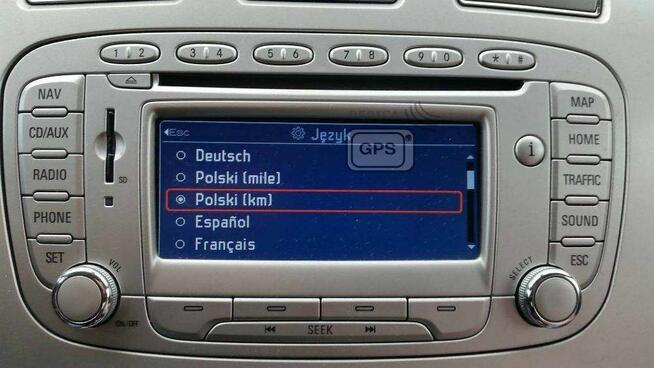 1 2
3 4
5 6
7 8
9 0
* #
NAV
CD/AUX
RADIO
PHONE
SET
SD
VOL
ON/OFF
Esc
Język
GPS
Deutsch
Polski (mile)
Polski (km)
Español
Français
i
MAP
HOME
TRAFFIC
SOUND
ESC
SELECT
SEEK